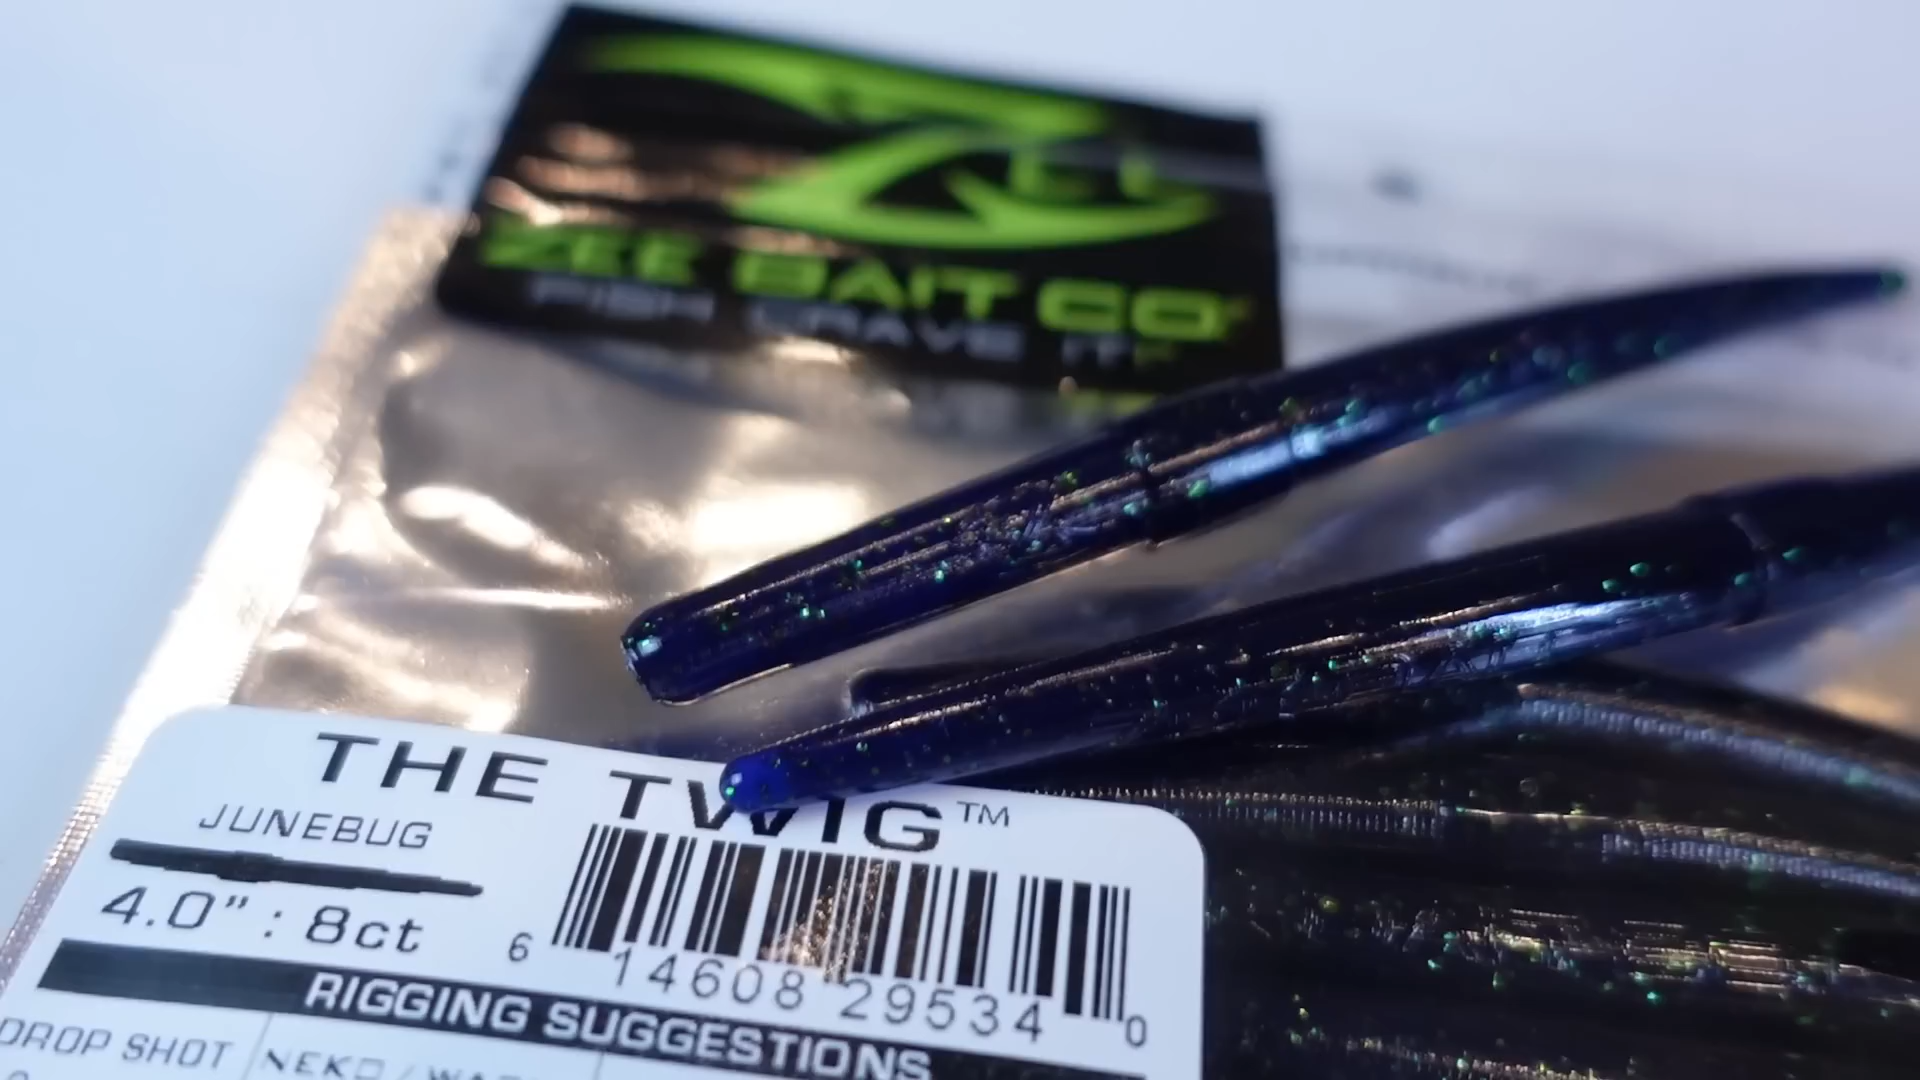 ZEE
ZEE BAIT CO.
FISH CRAVE IT!
THE TWIG™
JUNEBUG
4.0" : 8ct
6 14608 29534 0
RIGGING SUGGESTIONS
DROP SHOT